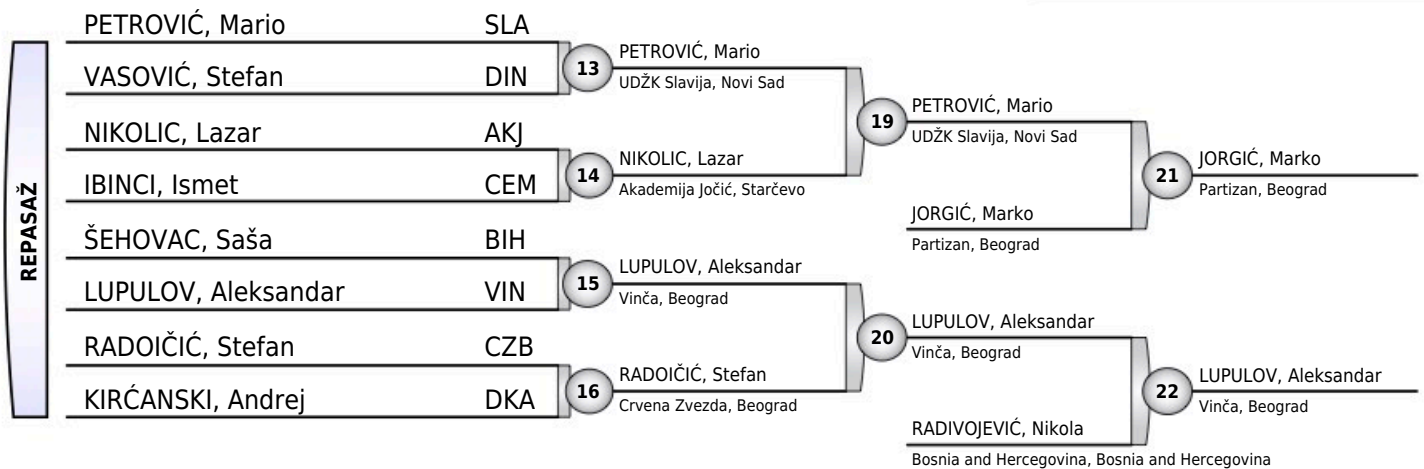 REPASAŽ
PETROVIĆ, Mario SLA
VASOVIĆ, Stefan DIN
NIKOLIC, Lazar AKJ
IBINCI, Ismet CEM
ŠEHOVAC, Saša BIH
LUPULOV, Aleksandar VIN
RADOIČIĆ, Stefan CZB
KIRĆANSKI, Andrej DKA
13
PETROVIĆ, Mario
UDŽK Slavija, Novi Sad
14
NIKOLIC, Lazar
Akademija Jočić, Starčevo
15
LUPULOV, Aleksandar
Vinča, Beograd
16
RADOIČIĆ, Stefan
Crvena Zvezda, Beograd
19
PETROVIĆ, Mario
UDŽK Slavija, Novi Sad
JORGIĆ, Marko
Partizan, Beograd
20
LUPULOV, Aleksandar
Vinča, Beograd
RADIVOJEVIĆ, Nikola
Bosnia and Hercegovina, Bosnia and Hercegovina
21
JORGIĆ, Marko
Partizan, Beograd
22
LUPULOV, Aleksandar
Vinča, Beograd